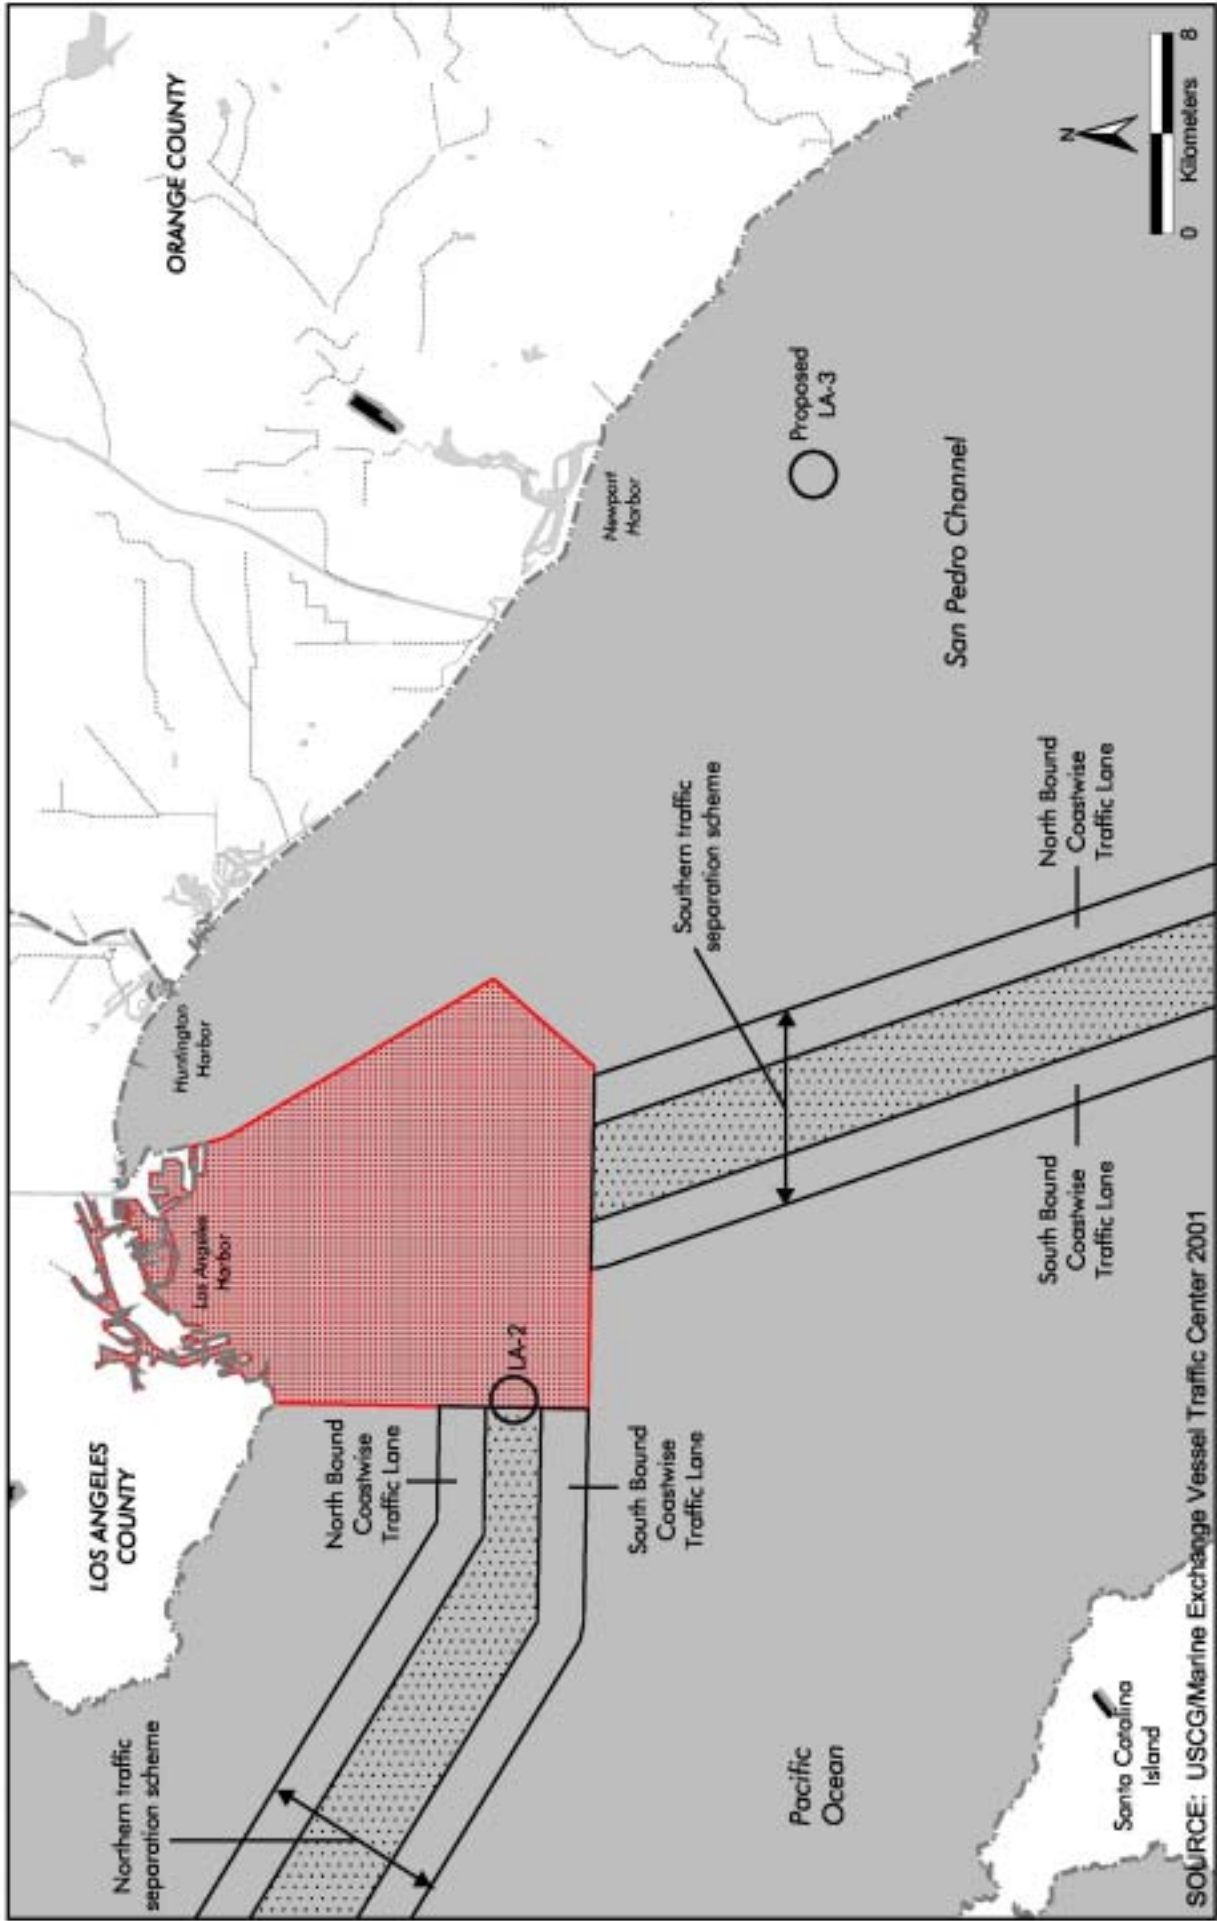 LOS ANGELES
COUNTY
ORANGE COUNTY
Northern traffic
separation scheme
Los Angeles
Harbor
Huntington
Harbor
North Bound
Coastwise
Traffic Lane
LA-2
South Bound
Coastwise
Traffic Lane
Newport
Harbor
Southern traffic
separation scheme
Proposed
LA-3
Pacific
Ocean
San Pedro Channel
South Bound
Coastwise
Traffic Lane
North Bound
Coastwise
Traffic Lane
Santa Catalina
Island
N
0 Kilometers 8
SOURCE: USCG/Marine Exchange Vessel Traffic Center 2001